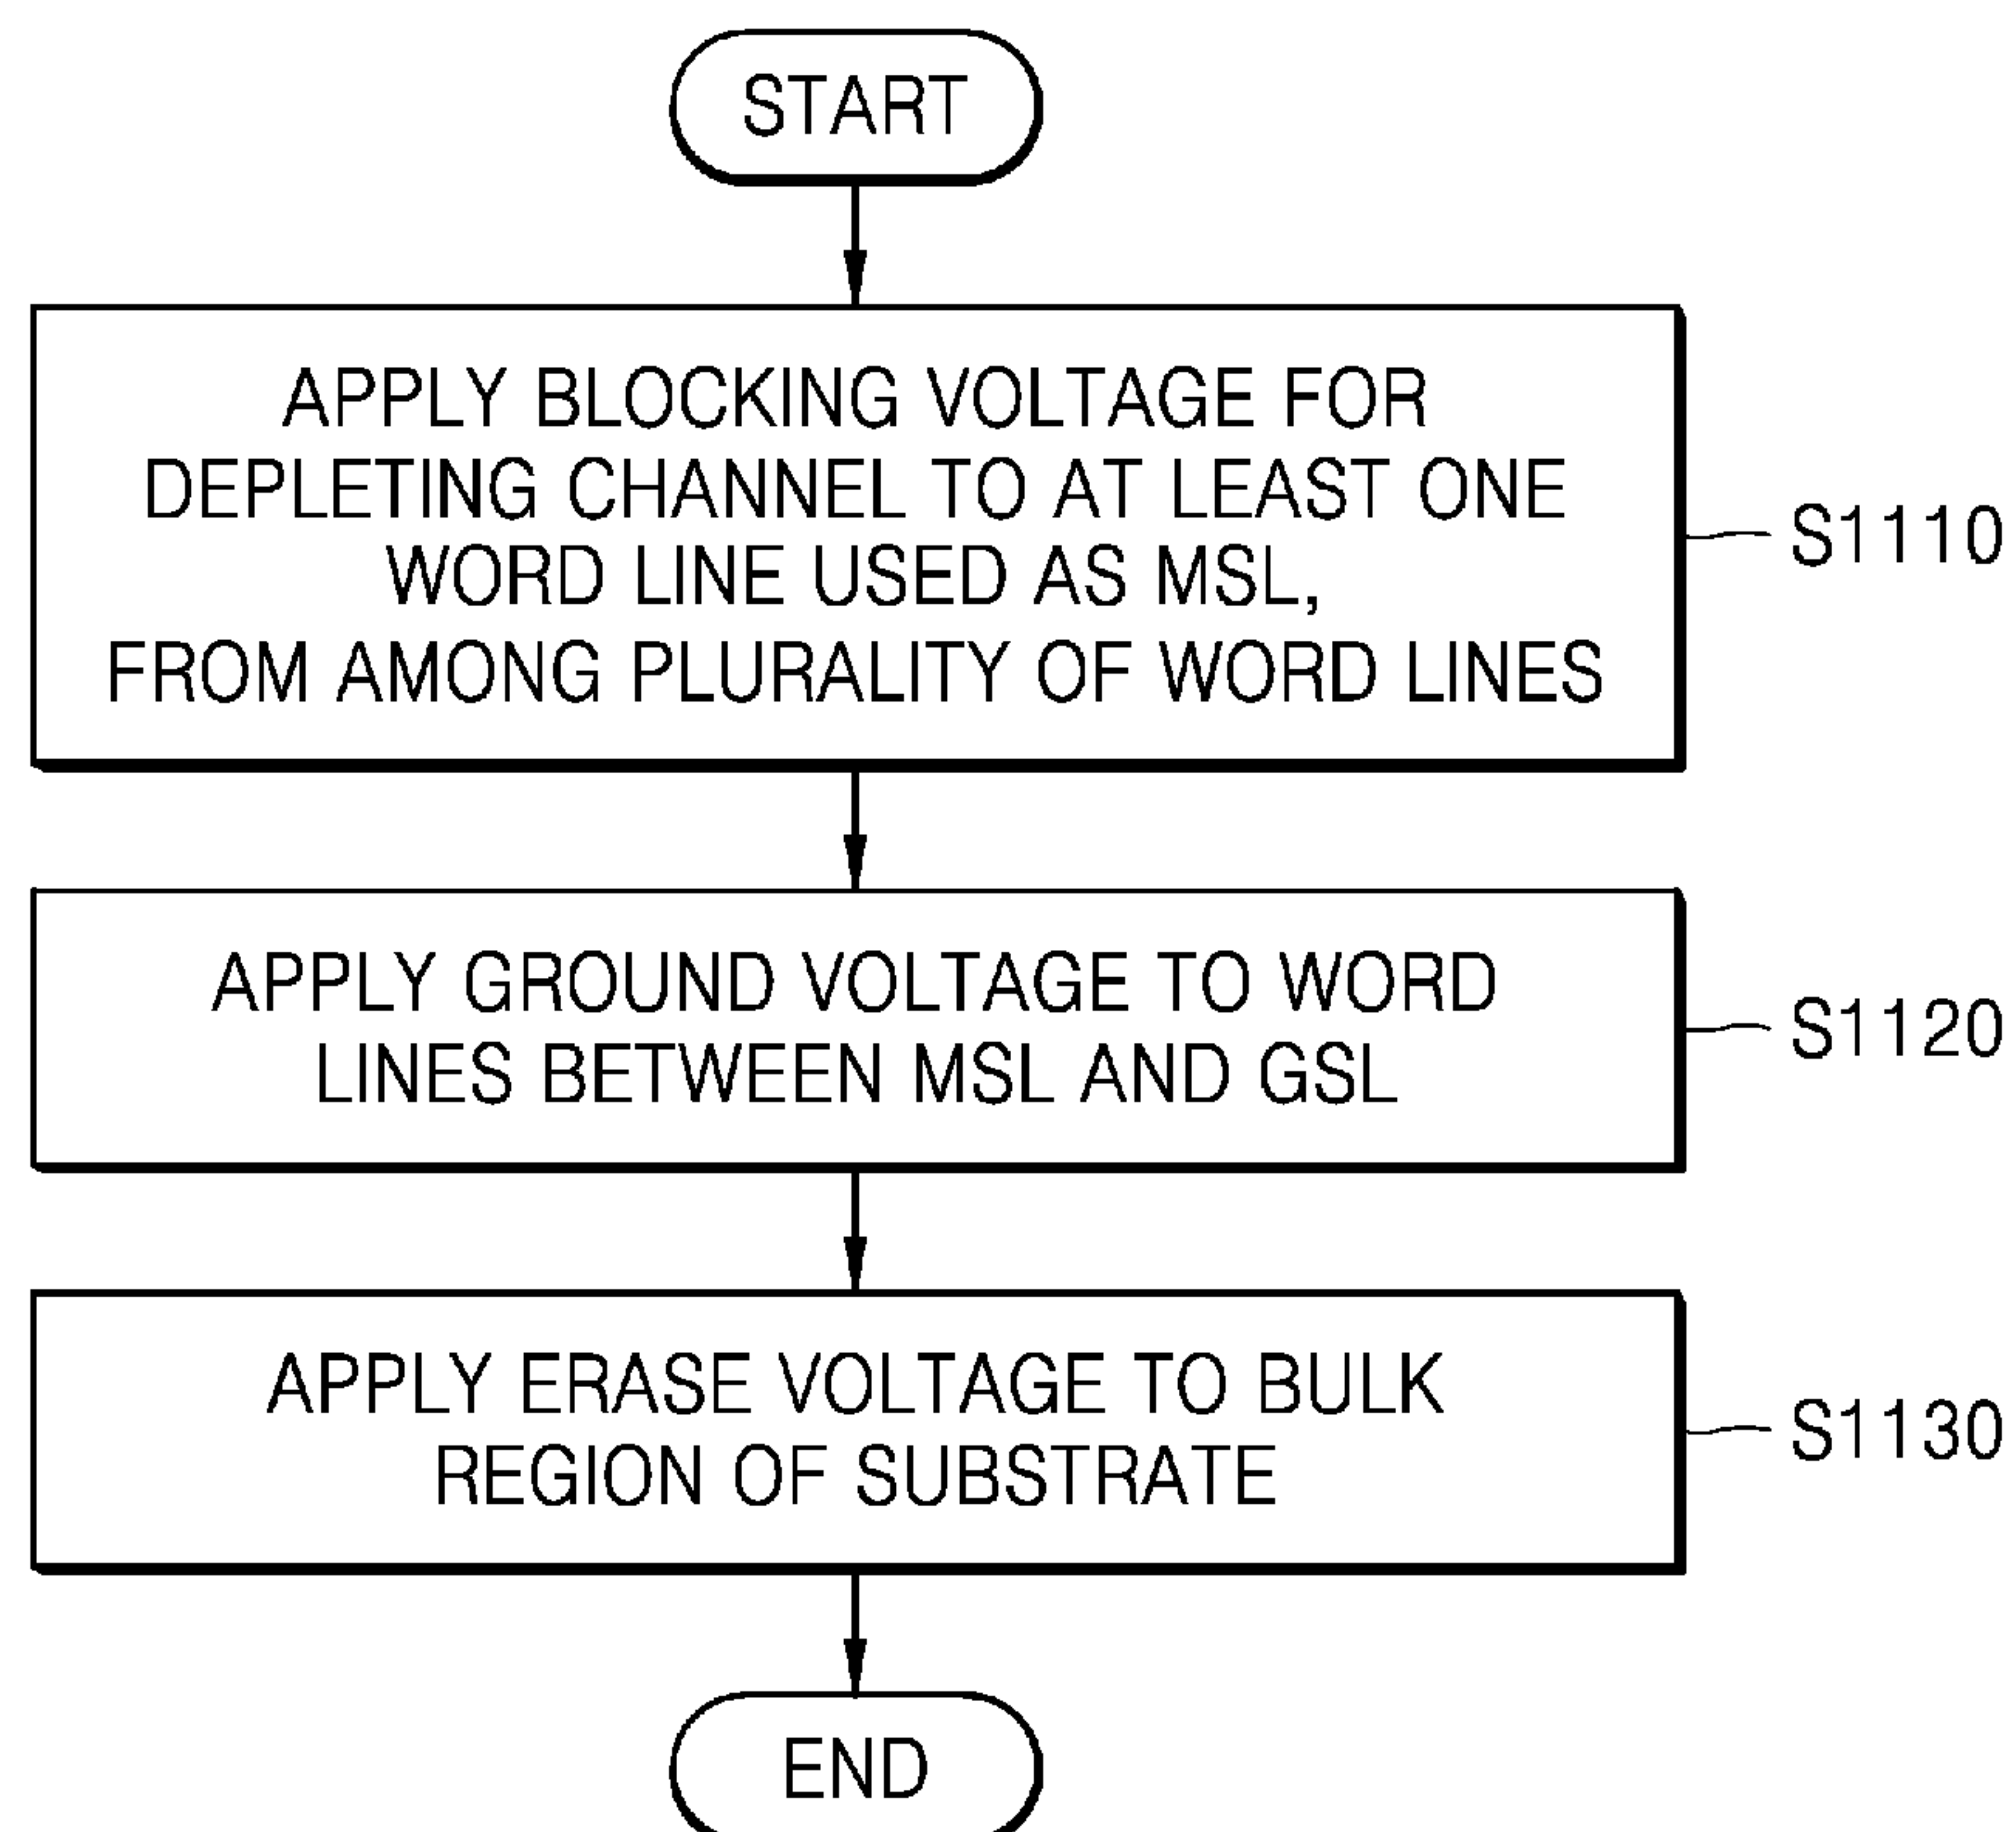 START
APPLY BLOCKING VOLTAGE FOR
DEPLETING CHANNEL TO AT LEAST ONE
WORD LINE USED AS MSL,
FROM AMONG PLURALITY OF WORD LINES
S1110
APPLY GROUND VOLTAGE TO WORD
LINES BETWEEN MSL AND GSL
S1120
APPLY ERASE VOLTAGE TO BULK
REGION OF SUBSTRATE
S1130
END